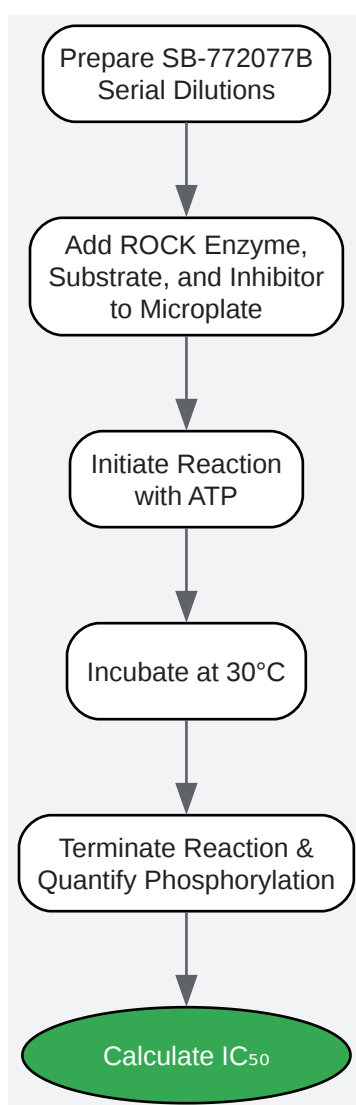 Prepare SB-772077B
Serial Dilutions
Add ROCK Enzyme,
Substrate, and Inhibitor
to Microplate
Initiate Reaction
with ATP
Incubate at 30°C
Terminate Reaction &
Quantify Phosphorylation
Calculate IC₅₀